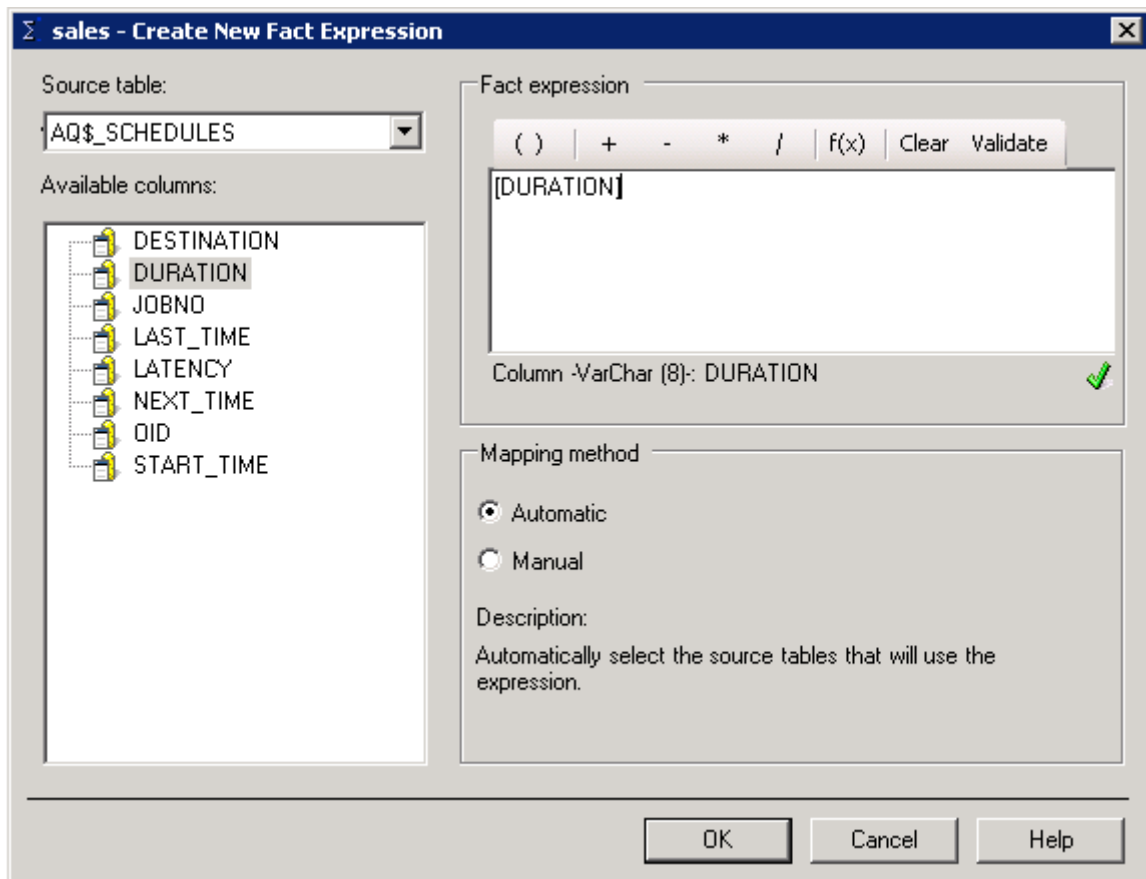 sales - Create New Fact Expression
Source table:
AQ$_SCHEDULES
Available columns:
DESTINATION
DURATION
JOBNO
LAST_TIME
LATENCY
NEXT_TIME
OID
START_TIME
Fact expression
( ) + - * / f(x) Clear Validate
[DURATION]
Column -VarChar (8)-: DURATION
Mapping method
Automatic
Manual
Description:
Automatically select the source tables that will use the
expression.
OK Cancel Help